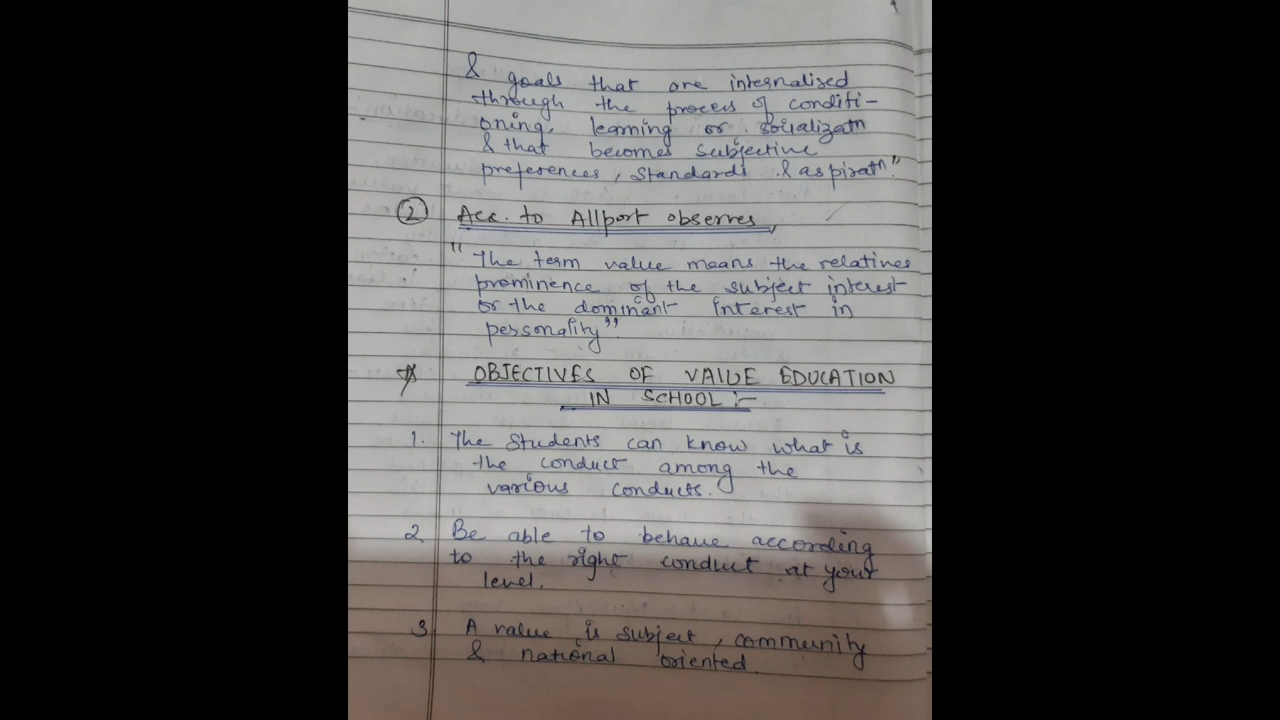 & goals that are internalised
through the process of conditi-
oning, learning or socializatn
& that becomes subjective
preferences, standards & aspiratn."
② Acc. to Allport observes,
"The term value means the relatives
prominence of the subject interest
or the dominant interest in
personality"
OBJECTIVES OF VALUE EDUCATION
IN SCHOOL :-
1. The students can know what is
the conduct among the
various conducts.
2. Be able to behave according
to the right conduct at your
level.
3. A value is subject, community
& national oriented.